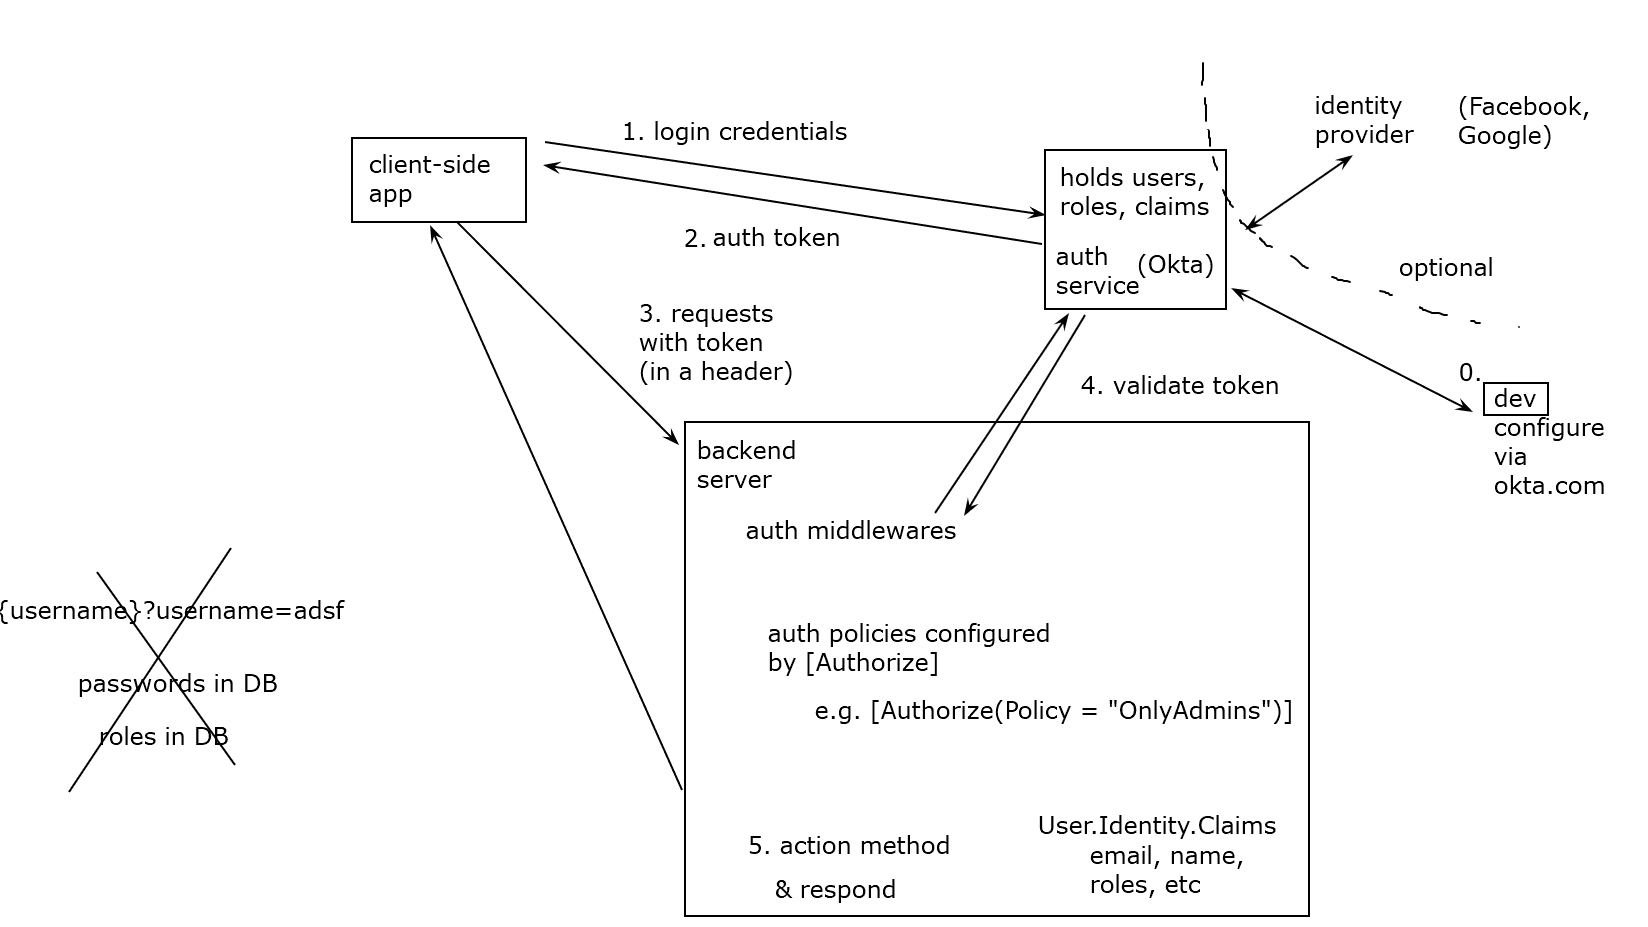 identity
provider
(Facebook,
Google)
1. login credentials
client-side
app
holds users,
roles, claims
2. auth token
auth
service
(Okta)
optional
3. requests
with token
(in a header)
4. validate token
0.
dev
configure
via
okta.com
backend
server
auth middlewares
{username}?username=adsf
passwords in DB
roles in DB
auth policies configured
by [Authorize]
e.g. [Authorize(Policy = "OnlyAdmins")]
5. action method
& respond
User.Identity.Claims
email, name,
roles, etc